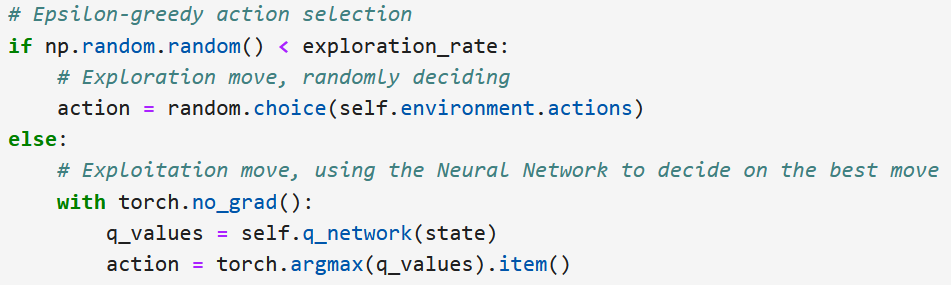 # Epsilon-greedy action selection
if np.random.random() < exploration_rate:
    # Exploration move, randomly deciding
    action = random.choice(self.environment.actions)
else:
    # Exploitation move, using the Neural Network to decide on the best move
    with torch.no_grad():
        q_values = self.q_network(state)
        action = torch.argmax(q_values).item()